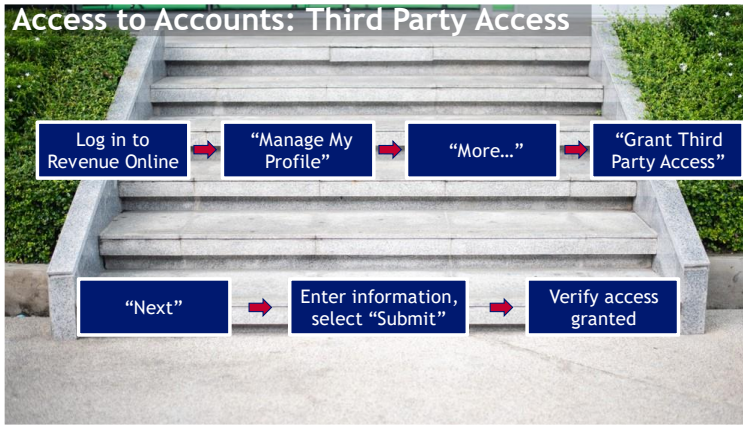 Access to Accounts: Third Party Access
Log in to
Revenue Online
“Manage My
Profile”
“More…”
“Grant Third
Party Access”
“Next”
Enter information,
select “Submit”
Verify access
granted